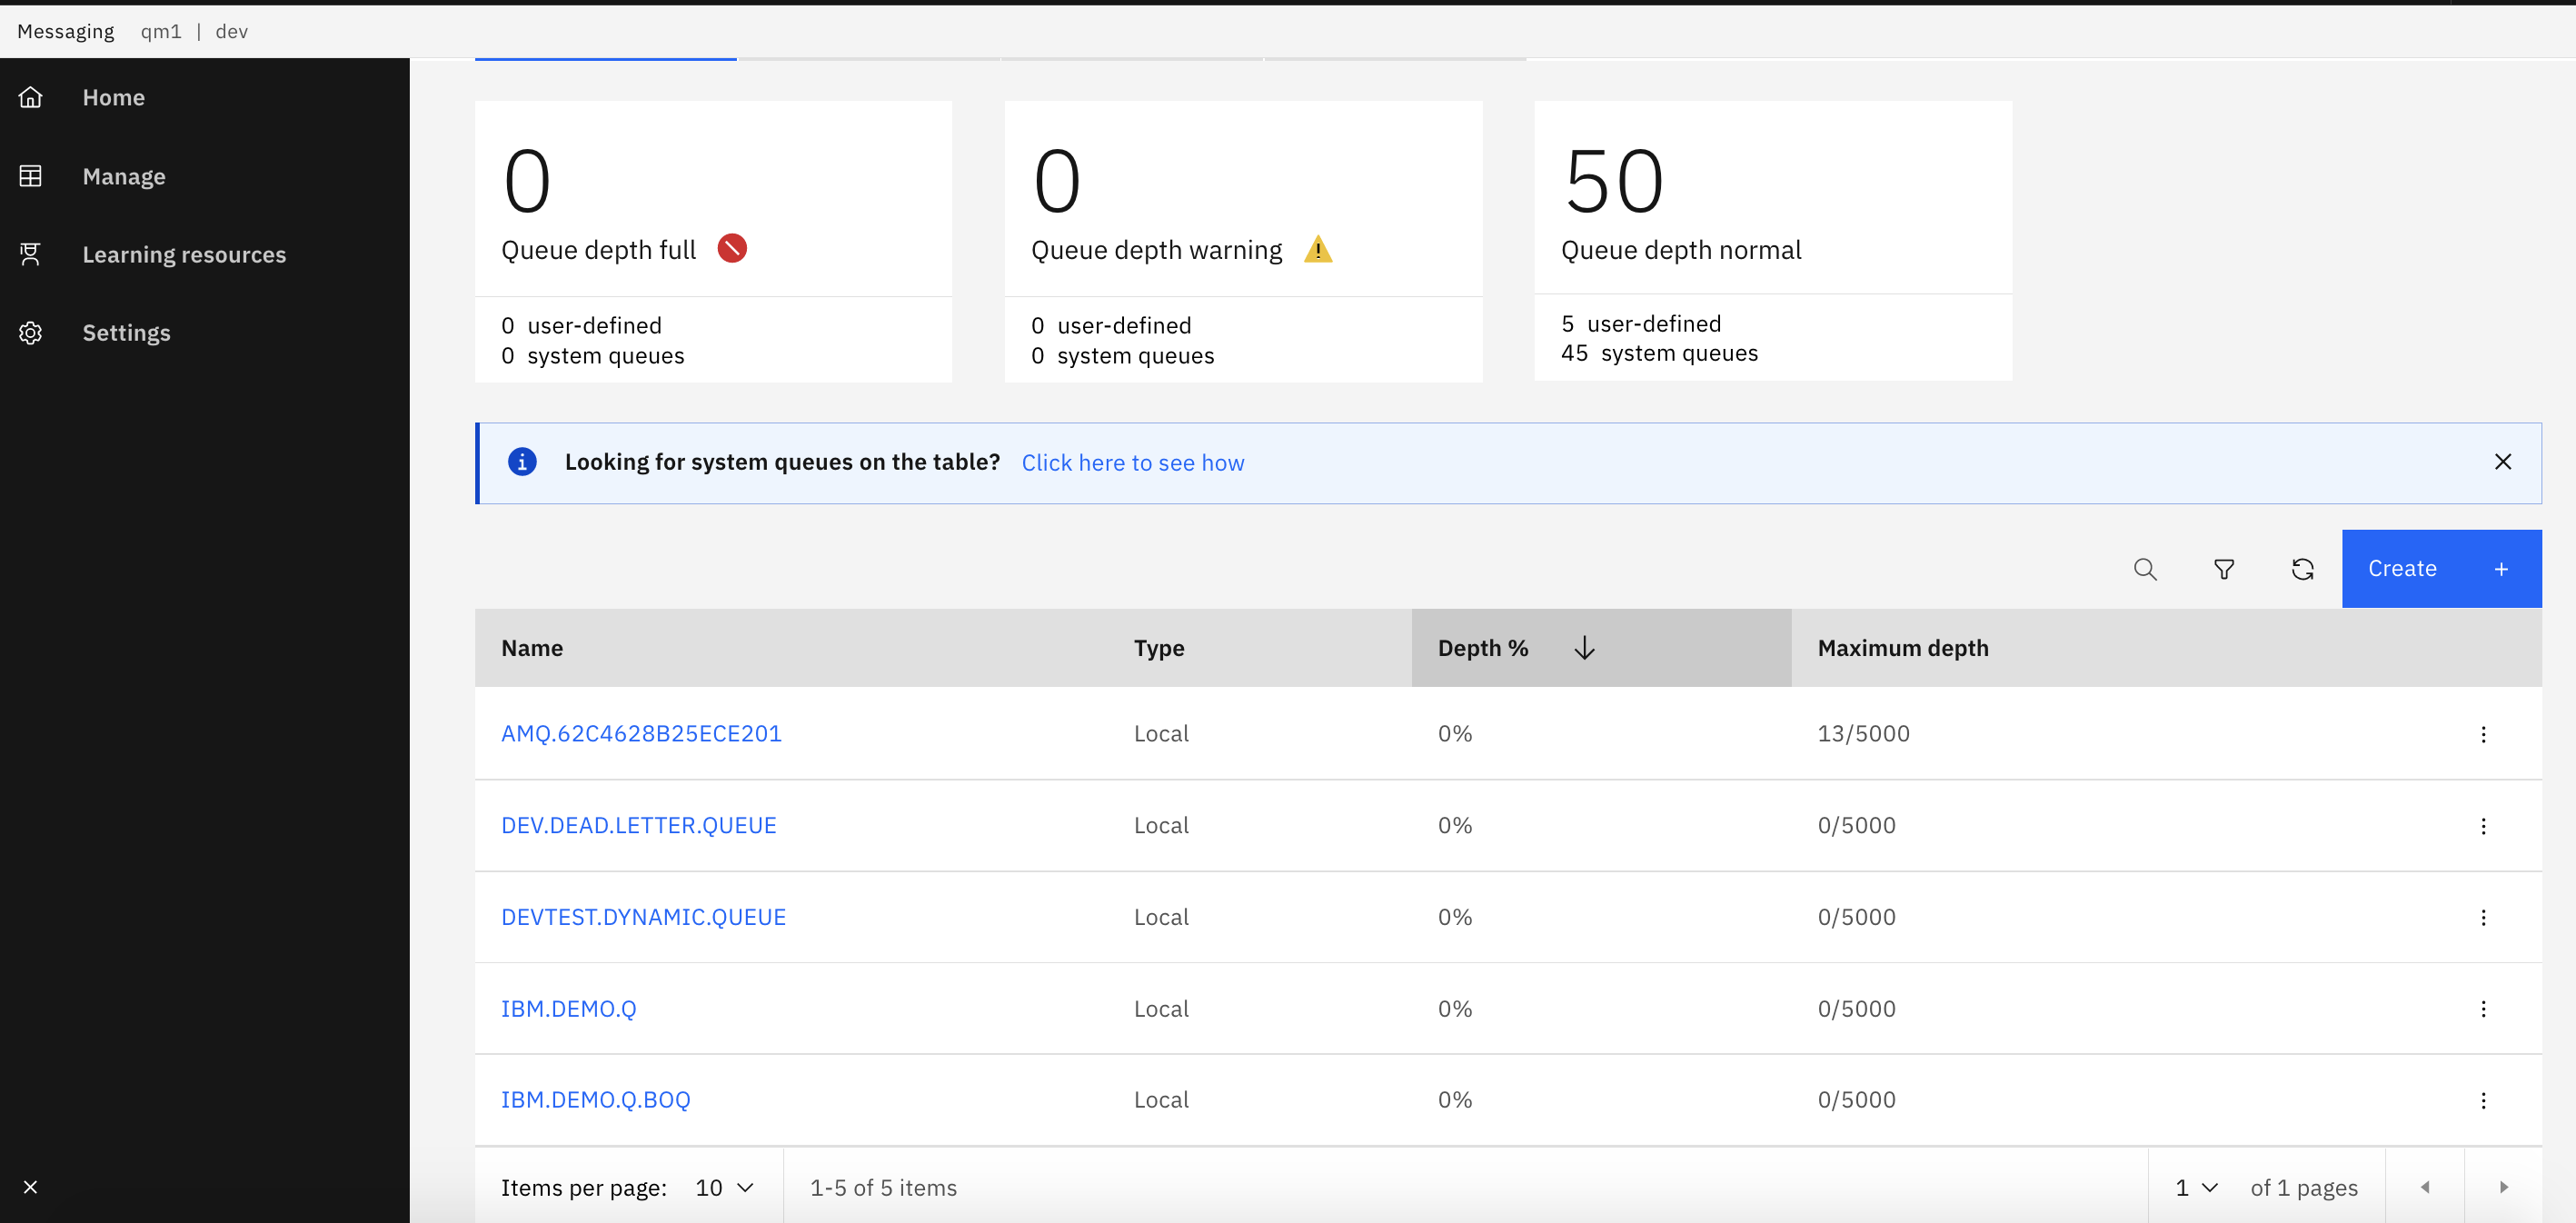 Messaging qm1 | dev
Home
Manage
Learning resources
Settings
0
Queue depth full
0 user-defined
0 system queues
0
Queue depth warning
0 user-defined
0 system queues
50
Queue depth normal
5 user-defined
45 system queues
Looking for system queues on the table? Click here to see how
Create +
Name Type Depth % Maximum depth
AMQ.62C4628B25ECE201 Local 0% 13/5000
DEV.DEAD.LETTER.QUEUE Local 0% 0/5000
DEVTEST.DYNAMIC.QUEUE Local 0% 0/5000
IBM.DEMO.Q Local 0% 0/5000
IBM.DEMO.Q.BOQ Local 0% 0/5000
Items per page: 10 1-5 of 5 items 1 of 1 pages